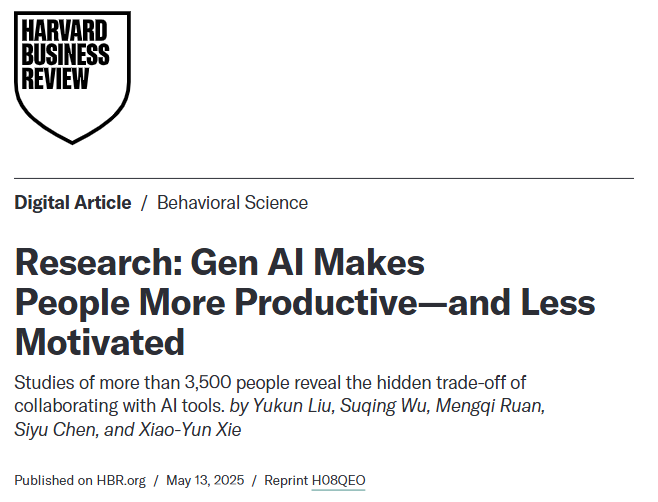 HARVARD
BUSINESS
REVIEW
Digital Article / Behavioral Science
Research: Gen AI Makes
People More Productive—and Less
Motivated
Studies of more than 3,500 people reveal the hidden trade-off of
collaborating with AI tools. by Yukun Liu, Suqing Wu, Mengqi Ruan,
Siyu Chen, and Xiao-Yun Xie
Published on HBR.org / May 13, 2025 / Reprint H08QEO